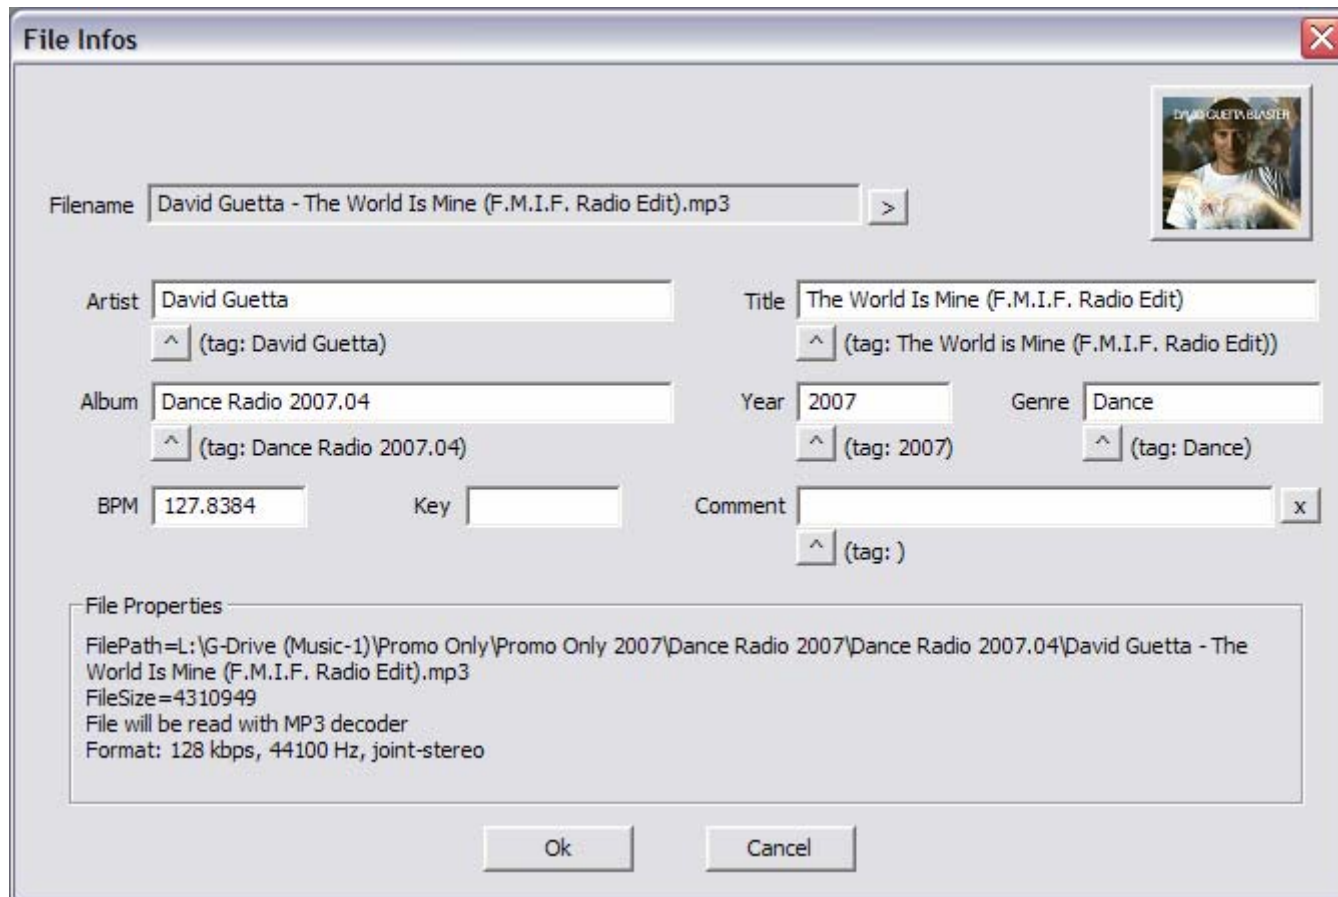 File Infos
DAVID GUETTA BLASTER
Filename David Guetta - The World Is Mine (F.M.I.F. Radio Edit).mp3 >
Artist David Guetta Title The World Is Mine (F.M.I.F. Radio Edit)
^ (tag: David Guetta) ^ (tag: The World is Mine (F.M.I.F. Radio Edit))
Album Dance Radio 2007.04 Year 2007 Genre Dance
^ (tag: Dance Radio 2007.04) ^ (tag: 2007) ^ (tag: Dance)
BPM 127.8384 Key Comment x
^ (tag: )
File Properties
FilePath=L:\G-Drive (Music-1)\Promo Only\Promo Only 2007\Dance Radio 2007\Dance Radio 2007.04\David Guetta - The
World Is Mine (F.M.I.F. Radio Edit).mp3
FileSize=4310949
File will be read with MP3 decoder
Format: 128 kbps, 44100 Hz, joint-stereo
Ok Cancel